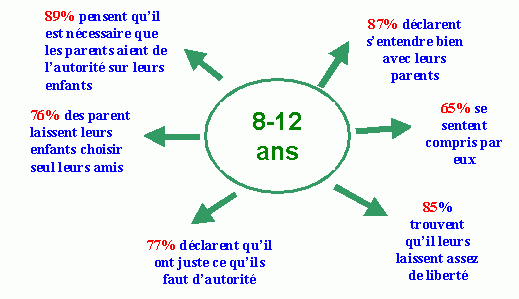 89% pensent qu'il
est nécessaire que
les parents aient de
l'autorité sur leurs
enfants
87% déclarent
s'entendre bien
avec leurs
parents
76% des parent
laissent leurs
enfants choisir
seul leurs amis
8-12
ans
65% se
sentent
compris par
eux
77% déclarent qu'il
ont juste ce qu'ils
faut d'autorité
85%
trouvent
qu'il leurs
laissent assez
de liberté